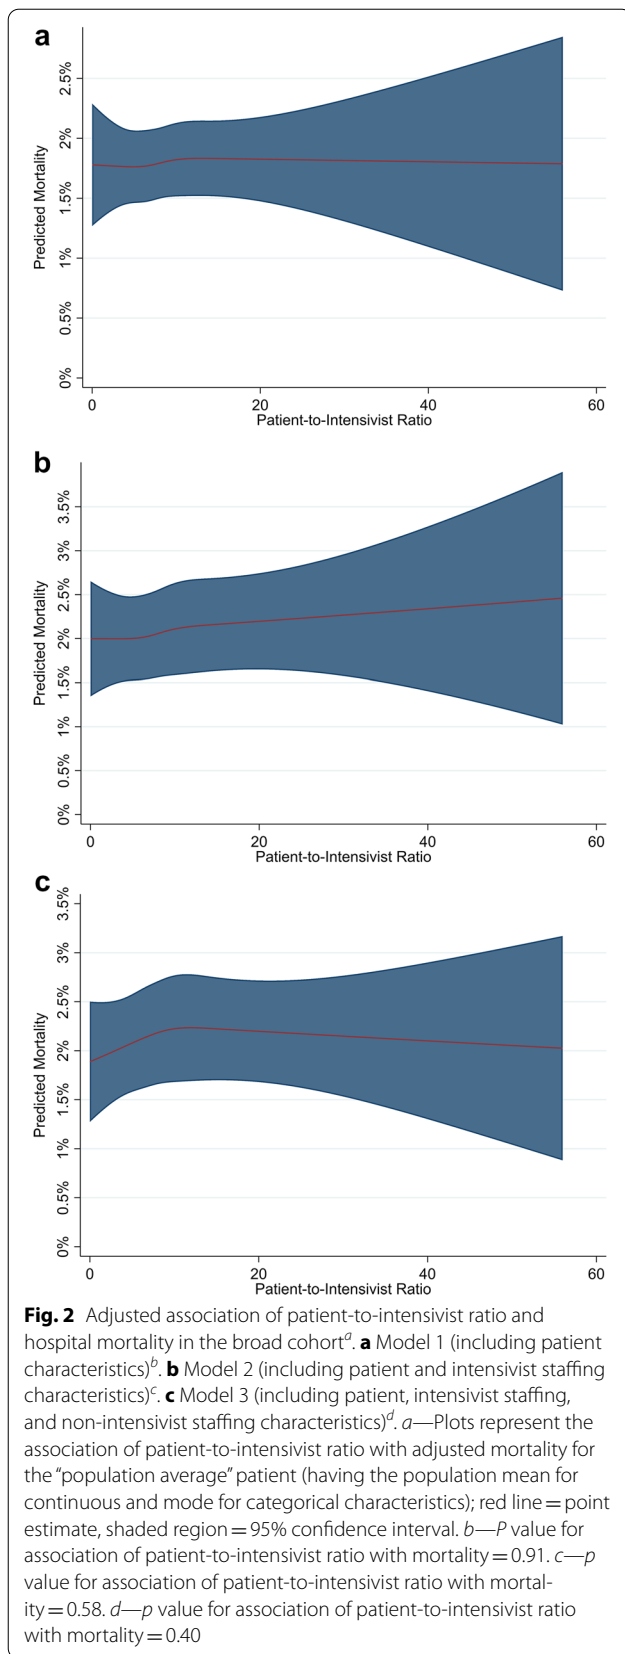 a
2.5%
2%
1.5%
1%
0.5%
0%
Predicted Mortality
0 20 40 60
Patient-to-Intensivist Ratio
b
3.5%
3%
2.5%
2%
1.5%
1%
0.5%
0%
Predicted Mortality
0 20 40 60
Patient-to-Intensivist Ratio
c
3.5%
3%
2.5%
2%
1.5%
1%
0.5%
0%
Predicted Mortality
0 20 40 60
Patient-to-Intensivist Ratio
Fig. 2 Adjusted association of patient-to-intensivist ratio and
hospital mortality in the broad cohortᵃ. a Model 1 (including patient
characteristics)ᵇ. b Model 2 (including patient and intensivist staffing
characteristics)ᶜ. c Model 3 (including patient, intensivist staffing,
and non-intensivist staffing characteristics)ᵈ. a—Plots represent the
association of patient-to-intensivist ratio with adjusted mortality for
the “population average” patient (having the population mean for
continuous and mode for categorical characteristics); red line = point
estimate, shaded region = 95% confidence interval. b—P value for
association of patient-to-intensivist ratio with mortality = 0.91. c—p
value for association of patient-to-intensivist ratio with mortal-
ity = 0.58. d—p value for association of patient-to-intensivist ratio
with mortality = 0.40